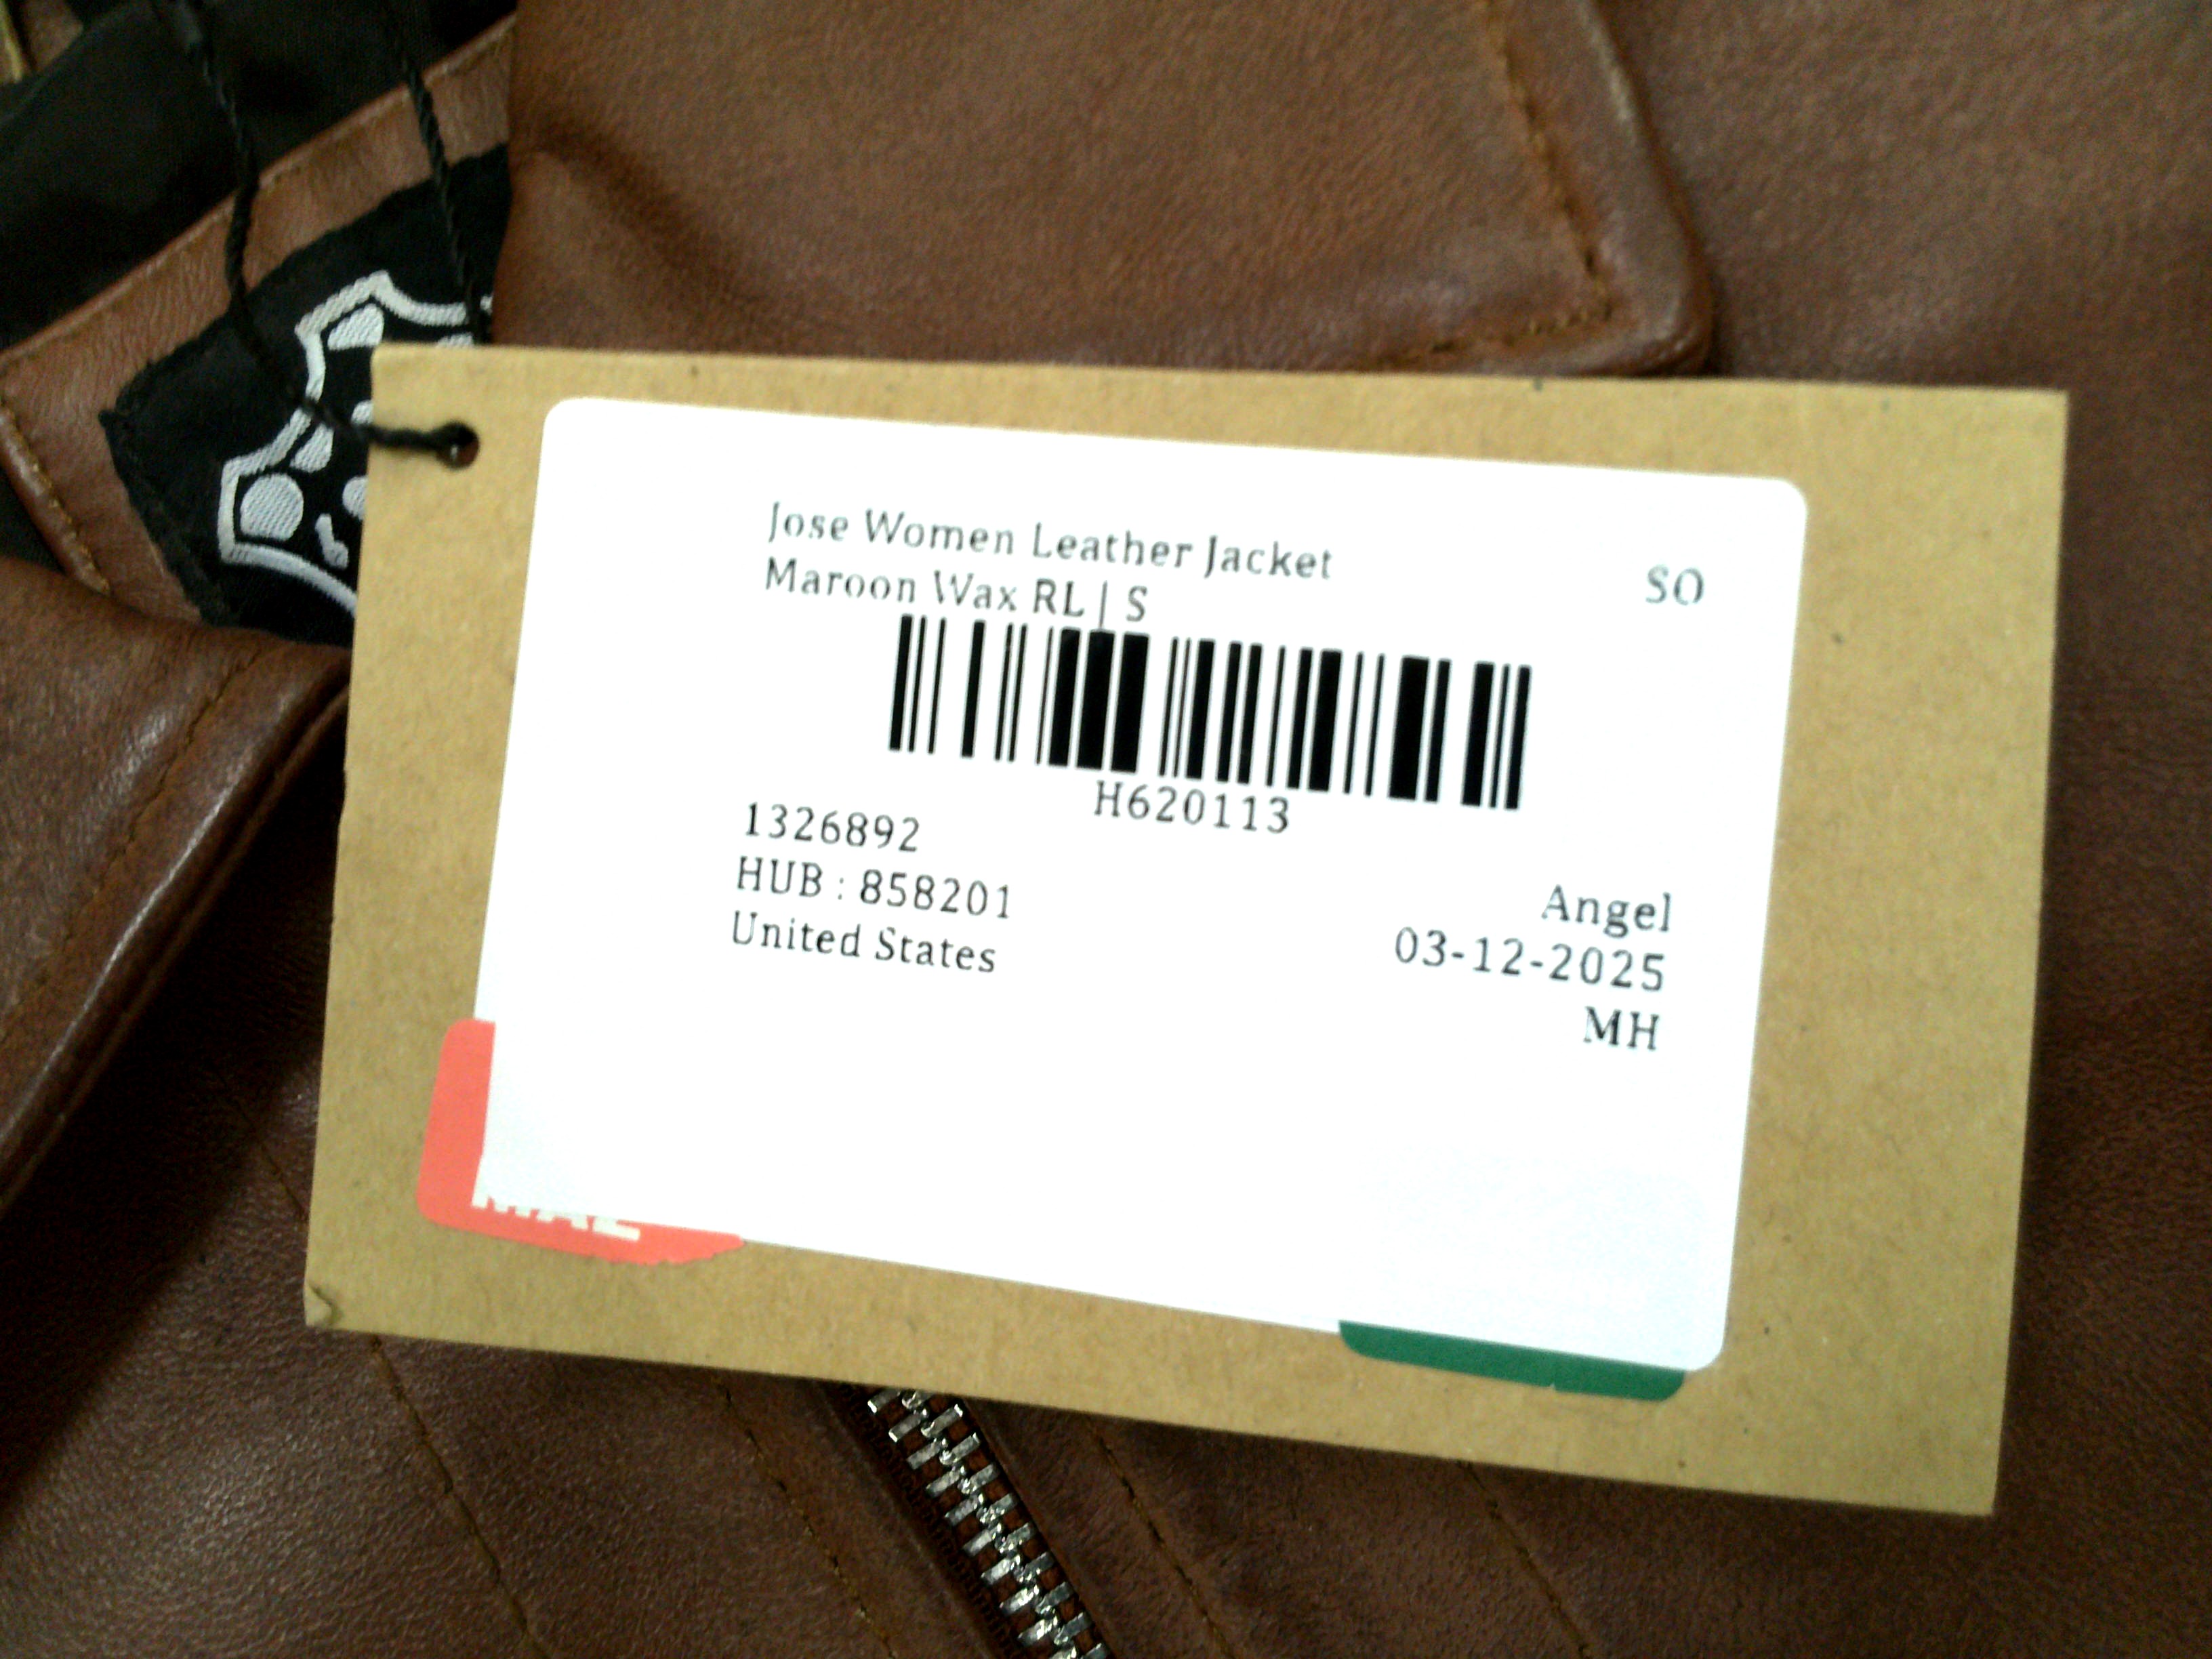 Jose Women Leather Jacket
Maroon Wax RL | S
SO
H620113
1326892
HUB : 858201
United States
Angel
03-12-2025
MH